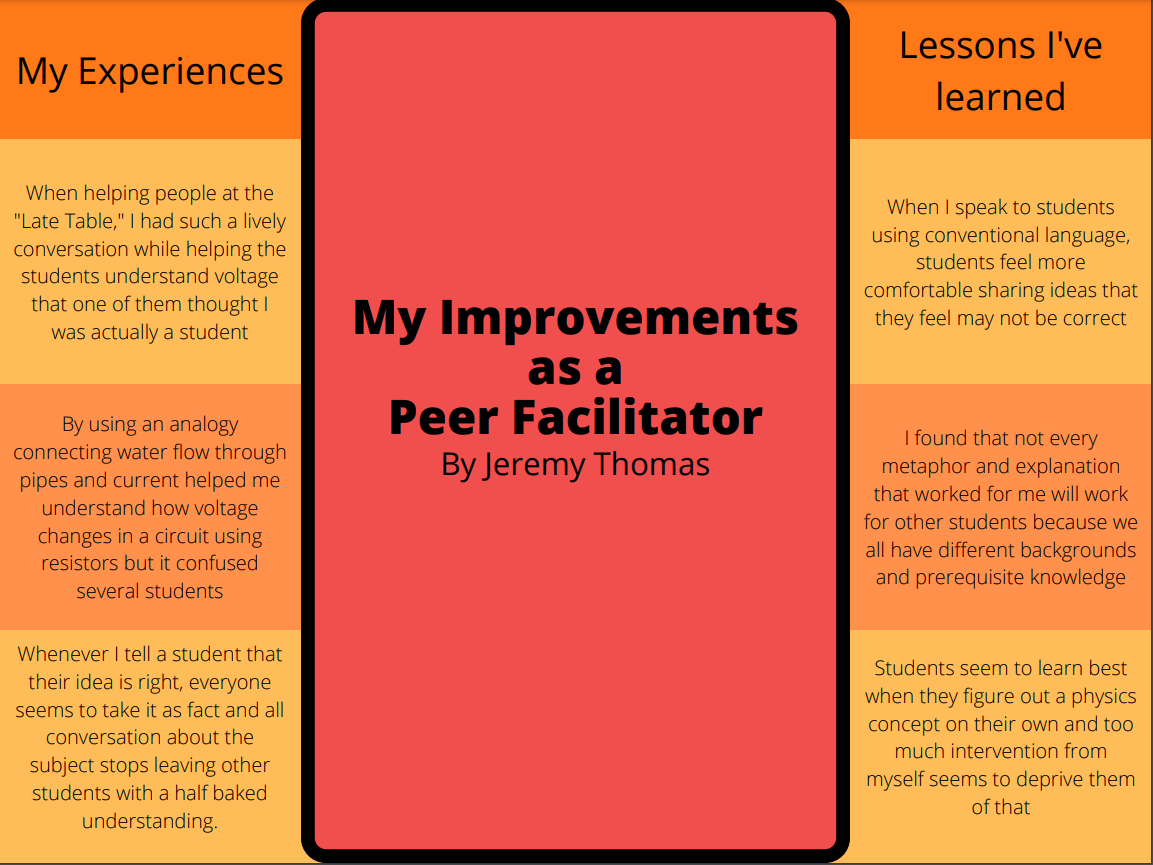 My Experiences
When helping people at the
"Late Table," I had such a lively
conversation while helping the
students understand voltage
that one of them thought I
was actually a student
By using an analogy
connecting water flow through
pipes and current helped me
understand how voltage
changes in a circuit using
resistors but it confused
several students
Whenever I tell a student that
their idea is right, everyone
seems to take it as fact and all
conversation about the
subject stops leaving other
students with a half baked
understanding.
My Improvements
as a
Peer Facilitator
By Jeremy Thomas
Lessons I've
learned
When I speak to students
using conventional language,
students feel more
comfortable sharing ideas that
they feel may not be correct
I found that not every
metaphor and explanation
that worked for me will work
for other students because we
all have different backgrounds
and prerequisite knowledge
Students seem to learn best
when they figure out a physics
concept on their own and too
much intervention from
myself seems to deprive them
of that